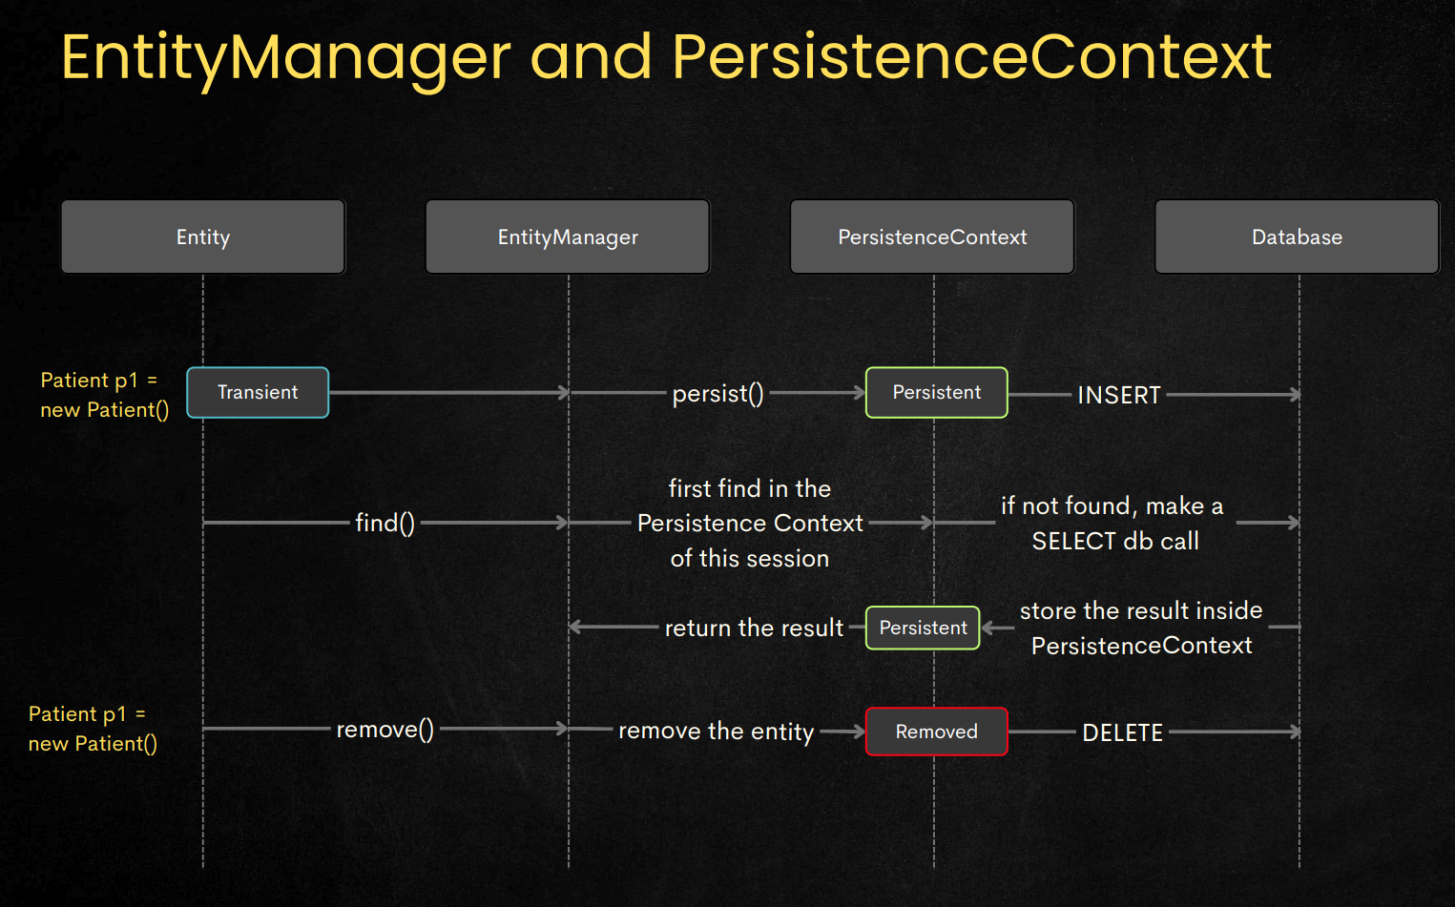 EntityManager and PersistenceContext
Entity
EntityManager
PersistenceContext
Database
Patient p1 =
new Patient()
Transient
persist()
Persistent
INSERT
find()
first find in the
Persistence Context
of this session
if not found, make a
SELECT db call
return the result
Persistent
store the result inside
PersistenceContext
Patient p1 =
new Patient()
remove()
remove the entity
Removed
DELETE